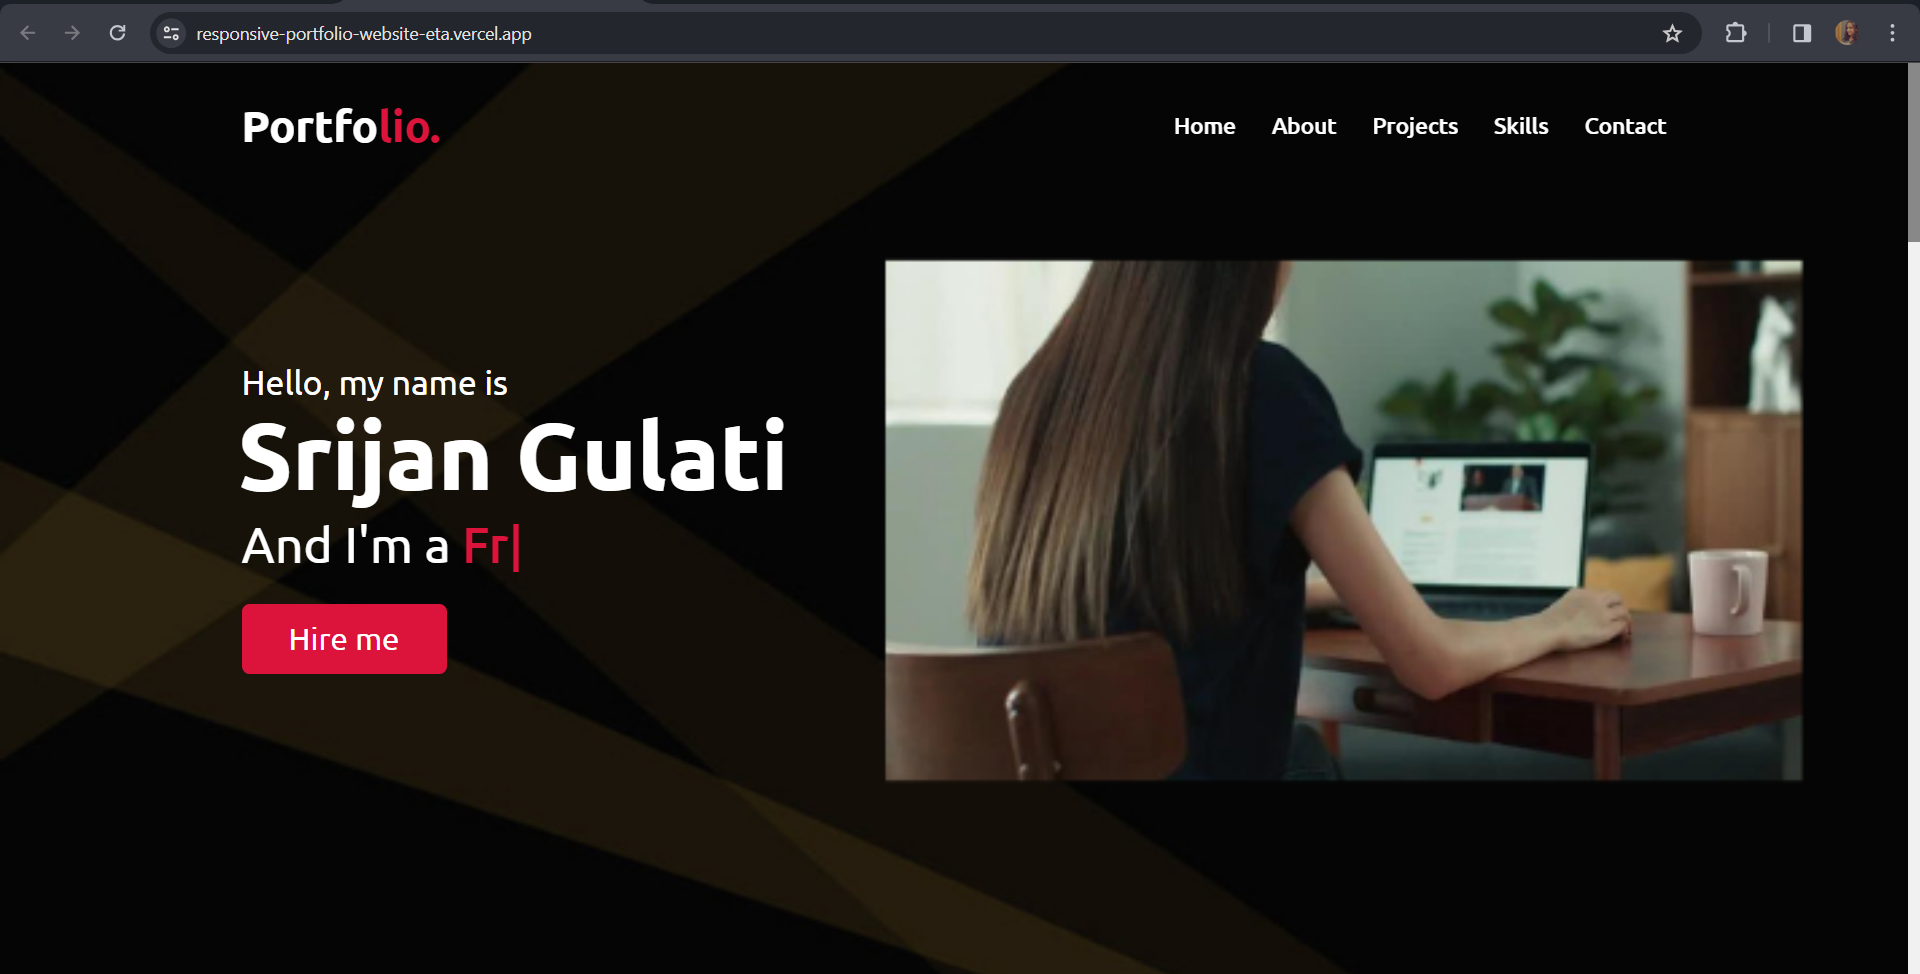 responsive-portfolio-website-eta.vercel.app
Portfolio.
Home About Projects Skills Contact
Hello, my name is
Srijan Gulati
And I'm a Fr|
Hire me